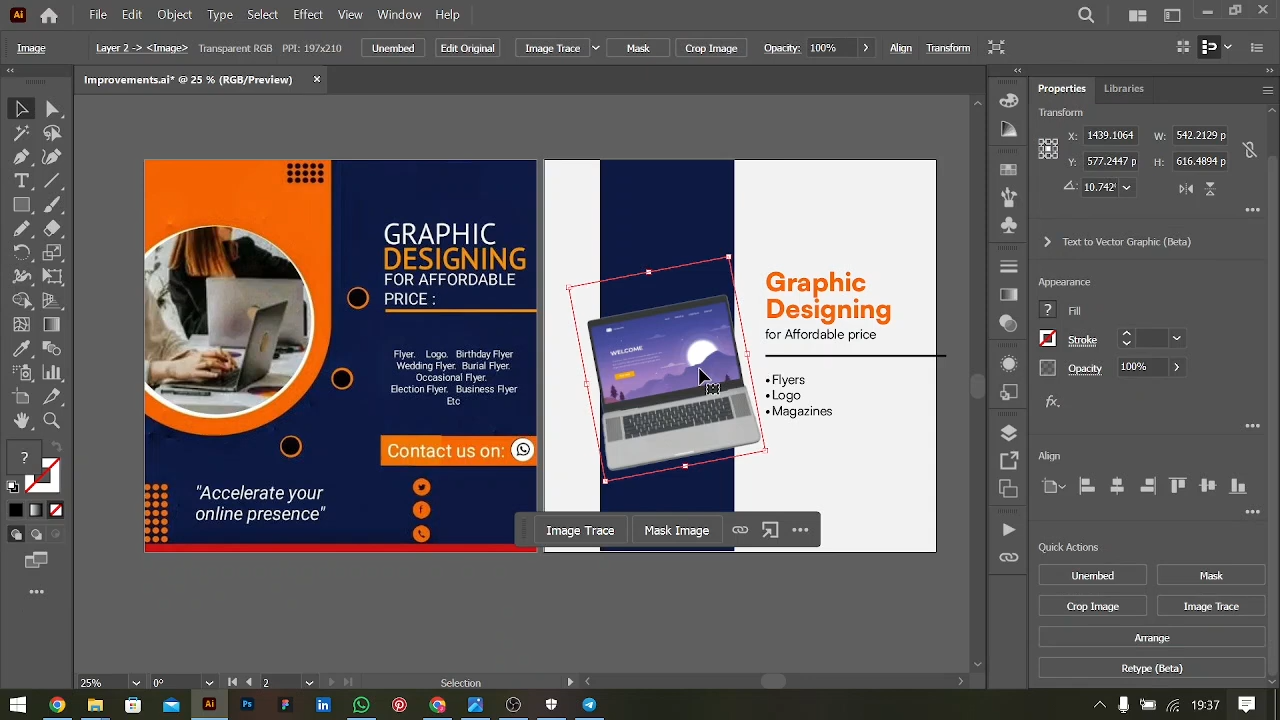 File Edit Object Type Select Effect View Window Help
Image Layer 2 -> <Image> Transparent RGB PPI: 197x210 Unembed Edit Original Image Trace Mask Crop Image Opacity: 100% Align Transform
Improvements.ai* @ 25 % (RGB/Preview)
GRAPHIC
DESIGNING
FOR AFFORDABLE
PRICE :
Flyer. Logo. Birthday Flyer
Wedding Flyer. Burial Flyer.
Occasional Flyer.
Election Flyer. Business Flyer
Etc
Contact us on:
"Accelerate your
online presence"
WELCOME
Graphic
Designing
for Affordable price
• Flyers
• Logo
• Magazines
Image Trace Mask Image
Properties Libraries
Transform
X: 1439.1064 W: 542.2129 p
Y: 577.2447 p H: 616.4894 p
10.742°
Text to Vector Graphic (Beta)
Appearance
? Fill
Stroke
Opacity 100%
fx.
Align
Quick Actions
Unembed Mask
Crop Image Image Trace
Arrange
Retype (Beta)
25% 0° 2 Selection
19:37